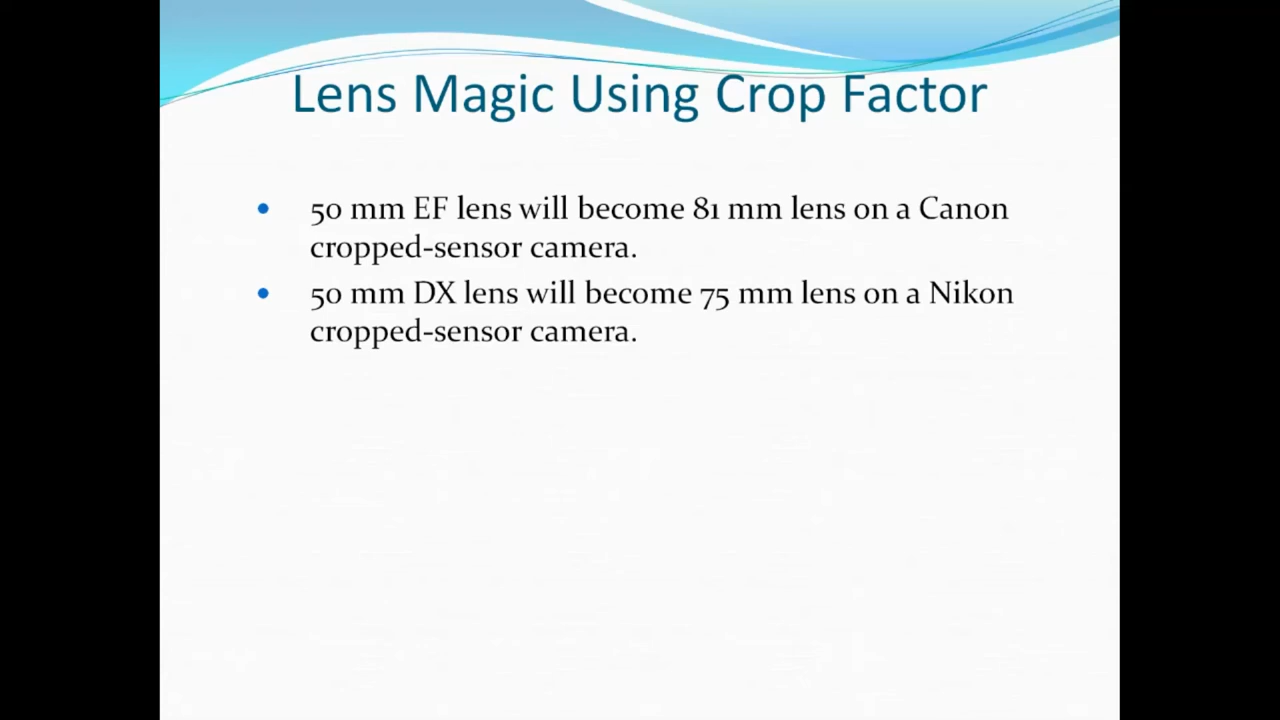 Lens Magic Using Crop Factor
• 50 mm EF lens will become 81 mm lens on a Canon
cropped-sensor camera.
• 50 mm DX lens will become 75 mm lens on a Nikon
cropped-sensor camera.